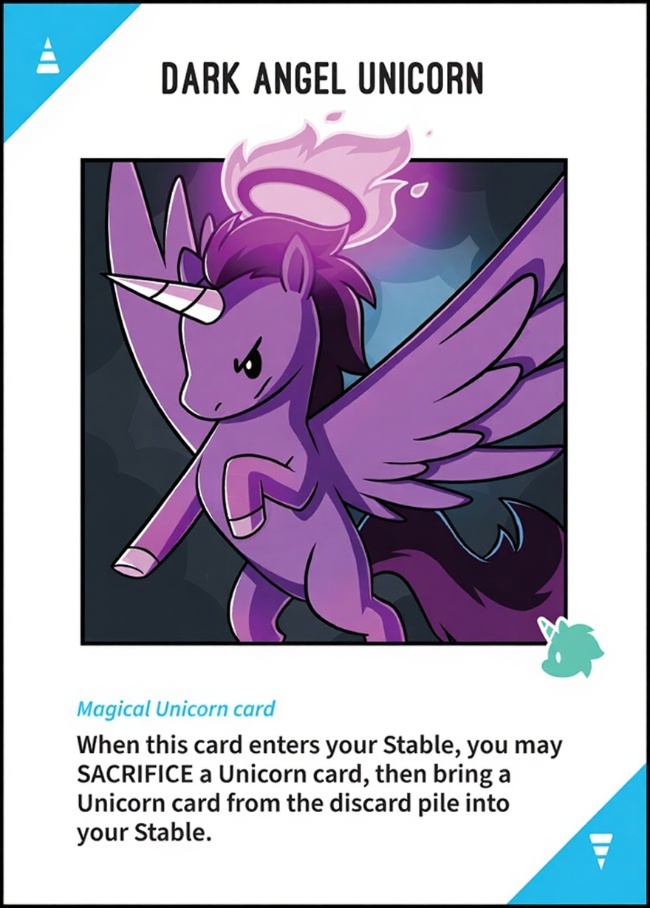 DARK ANGEL UNICORN
Magical Unicorn card
When this card enters your Stable, you may
SACRIFICE a Unicorn card, then bring a
Unicorn card from the discard pile into
your Stable.